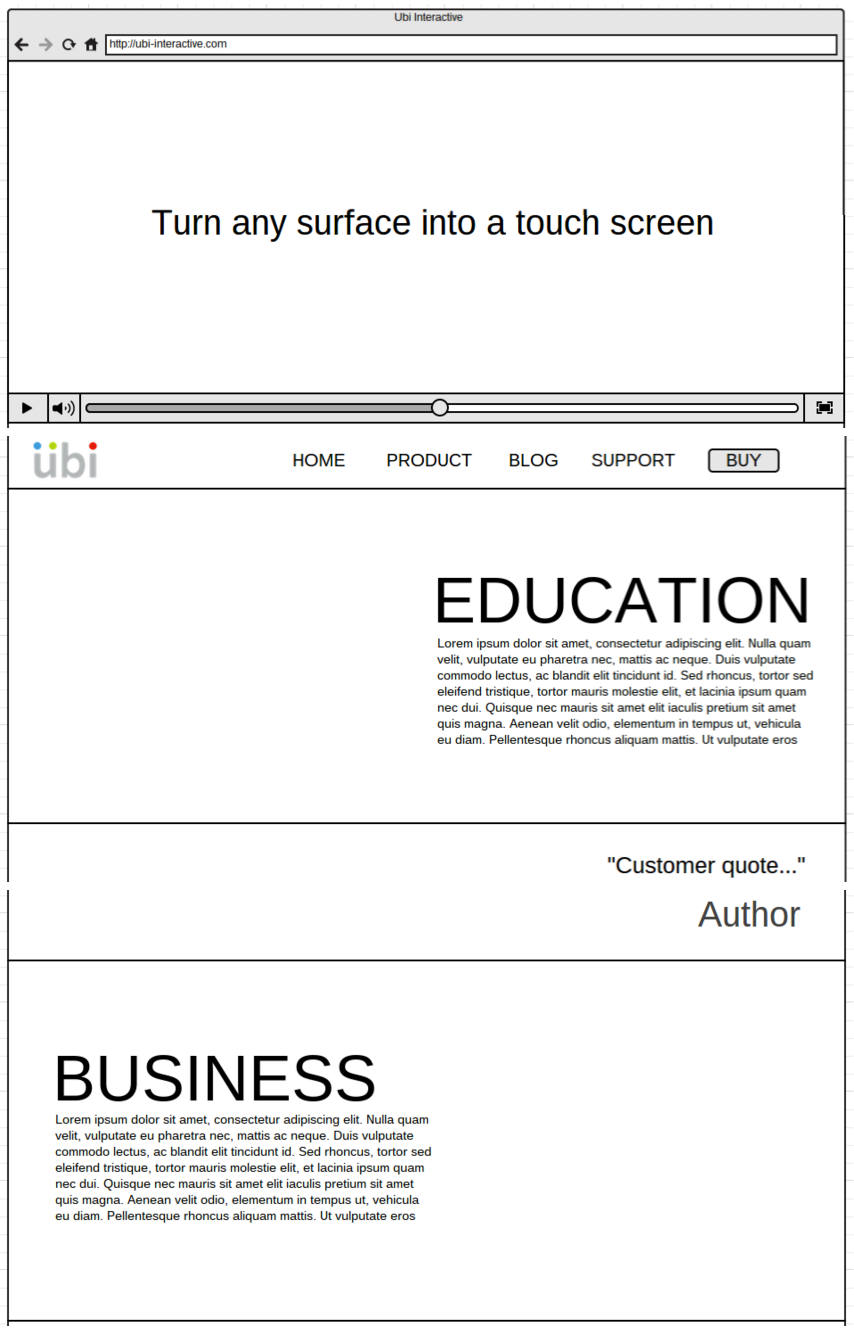 Ubi Interactive
http://ubi-interactive.com
Turn any surface into a touch screen
übi
HOME PRODUCT BLOG SUPPORT BUY
EDUCATION
Lorem ipsum dolor sit amet, consectetur adipiscing elit. Nulla quam
velit, vulputate eu pharetra nec, mattis ac neque. Duis vulputate
commodo lectus, ac blandit elit tincidunt id. Sed rhoncus, tortor sed
eleifend tristique, tortor mauris molestie elit, et lacinia ipsum quam
nec dui. Quisque nec mauris sit amet elit iaculis pretium sit amet
quis magna. Aenean velit odio, elementum in tempus ut, vehicula
eu diam. Pellentesque rhoncus aliquam mattis. Ut vulputate eros
"Customer quote..."
Author
BUSINESS
Lorem ipsum dolor sit amet, consectetur adipiscing elit. Nulla quam
velit, vulputate eu pharetra nec, mattis ac neque. Duis vulputate
commodo lectus, ac blandit elit tincidunt id. Sed rhoncus, tortor sed
eleifend tristique, tortor mauris molestie elit, et lacinia ipsum quam
nec dui. Quisque nec mauris sit amet elit iaculis pretium sit amet
quis magna. Aenean velit odio, elementum in tempus ut, vehicula
eu diam. Pellentesque rhoncus aliquam mattis. Ut vulputate eros